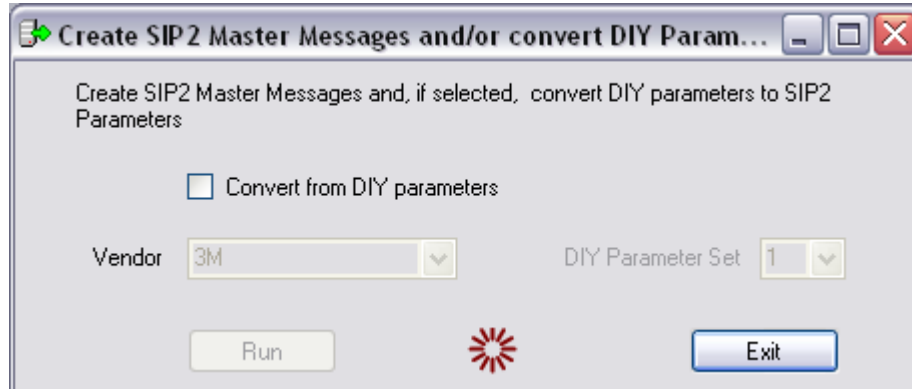 Create SIP2 Master Messages and/or convert DIY Param...
Create SIP2 Master Messages and, if selected, convert DIY parameters to SIP2
Parameters
Convert from DIY parameters
Vendor 3M DIY Parameter Set 1
Run Exit